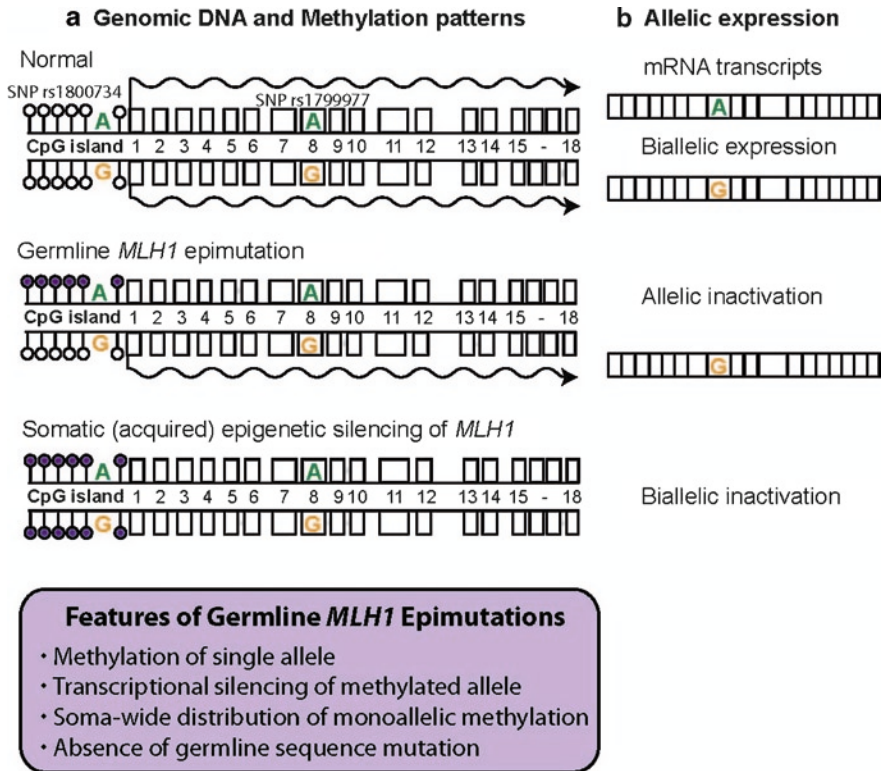 a Genomic DNA and Methylation patterns
b Allelic expression
Normal
mRNA transcripts
SNP rs1800734
SNP rs1799977
A A
A
CpG island 1 2 3 4 5 6 7 8 9 10 11 12 13 14 15 - 18
Biallelic expression
G G
G
Germline MLH1 epimutation
A A
Allelic inactivation
CpG island 1 2 3 4 5 6 7 8 9 10 11 12 13 14 15 - 18
G G
G
Somatic (acquired) epigenetic silencing of MLH1
A A
CpG island 1 2 3 4 5 6 7 8 9 10 11 12 13 14 15 - 18
Biallelic inactivation
G G
Features of Germline MLH1 Epimutations
· Methylation of single allele
· Transcriptional silencing of methylated allele
· Soma-wide distribution of monoallelic methylation
· Absence of germline sequence mutation